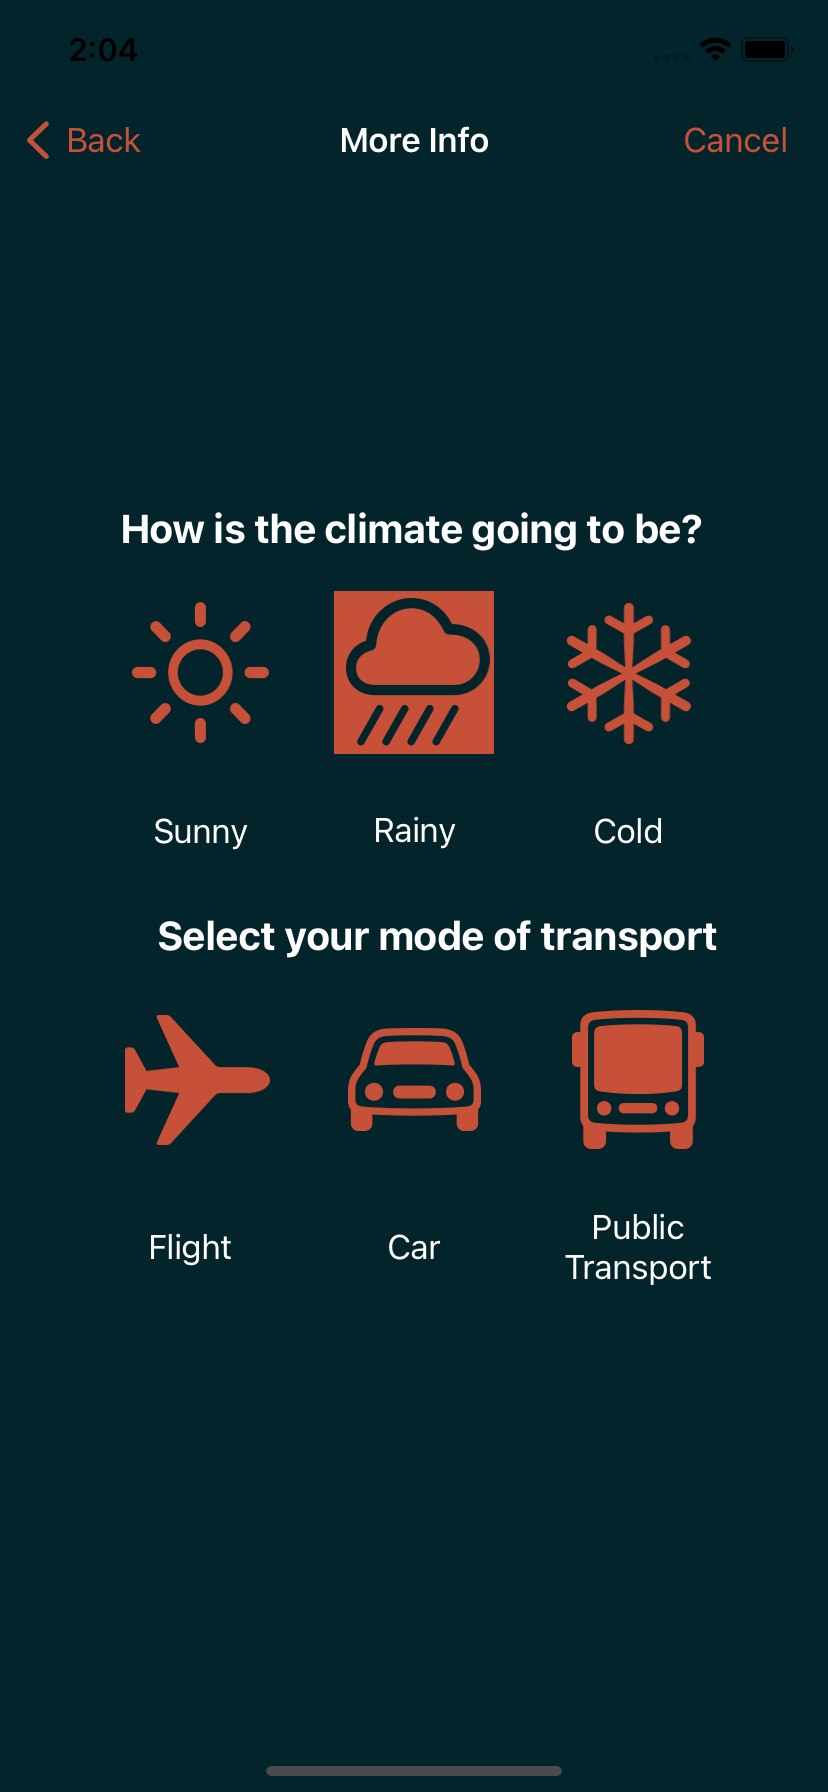 2:04
Back
More Info
Cancel
How is the climate going to be?
Sunny
Rainy
Cold
Select your mode of transport
Flight
Car
Public
Transport